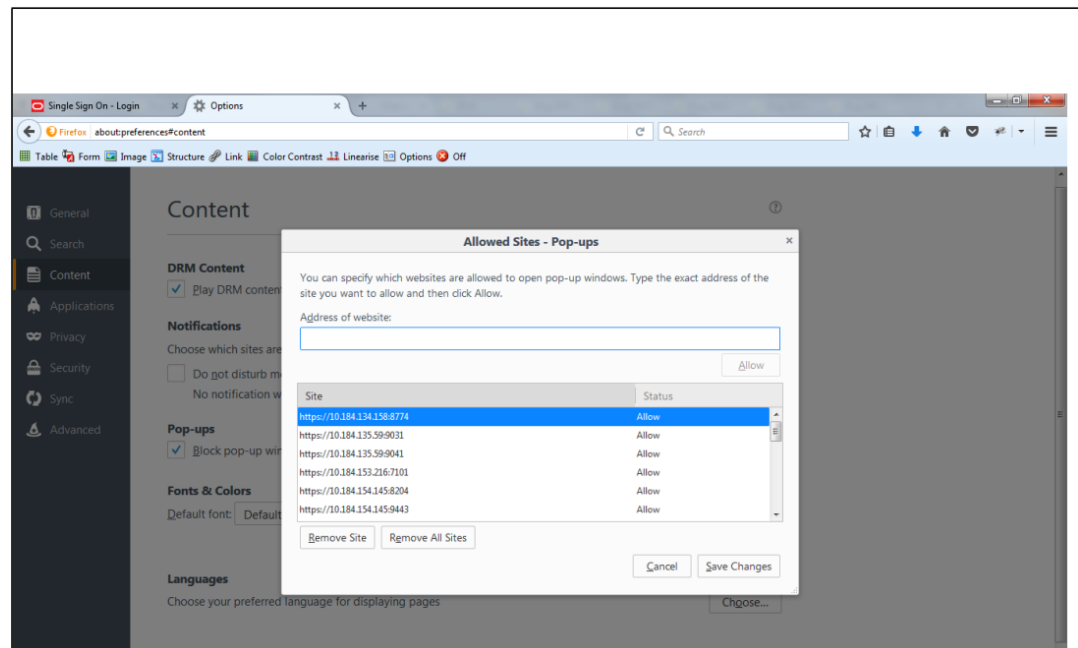 Single Sign On - Login
Options
Firefox
about:preferences#content
Search
Table Form Image Structure Link Color Contrast Linearise Options Off
General
Search
Content
Applications
Privacy
Security
Sync
Advanced
Content
DRM Content
Play DRM conten
Notifications
Choose which sites are
Do not disturb m
No notification w
Pop-ups
Block pop-up win
Fonts & Colors
Default font: Default
Languages
Choose your preferred language for displaying pages
Choose...
Allowed Sites - Pop-ups
You can specify which websites are allowed to open pop-up windows. Type the exact address of the
site you want to allow and then click Allow.
Address of website:
Allow
Site Status
https://10.184.134.158:8774 Allow
https://10.184.135.59:9031 Allow
https://10.184.135.59:9041 Allow
https://10.184.153.216:7101 Allow
https://10.184.154.145:8204 Allow
https://10.184.154.145:9443 Allow
Remove Site Remove All Sites
Cancel Save Changes